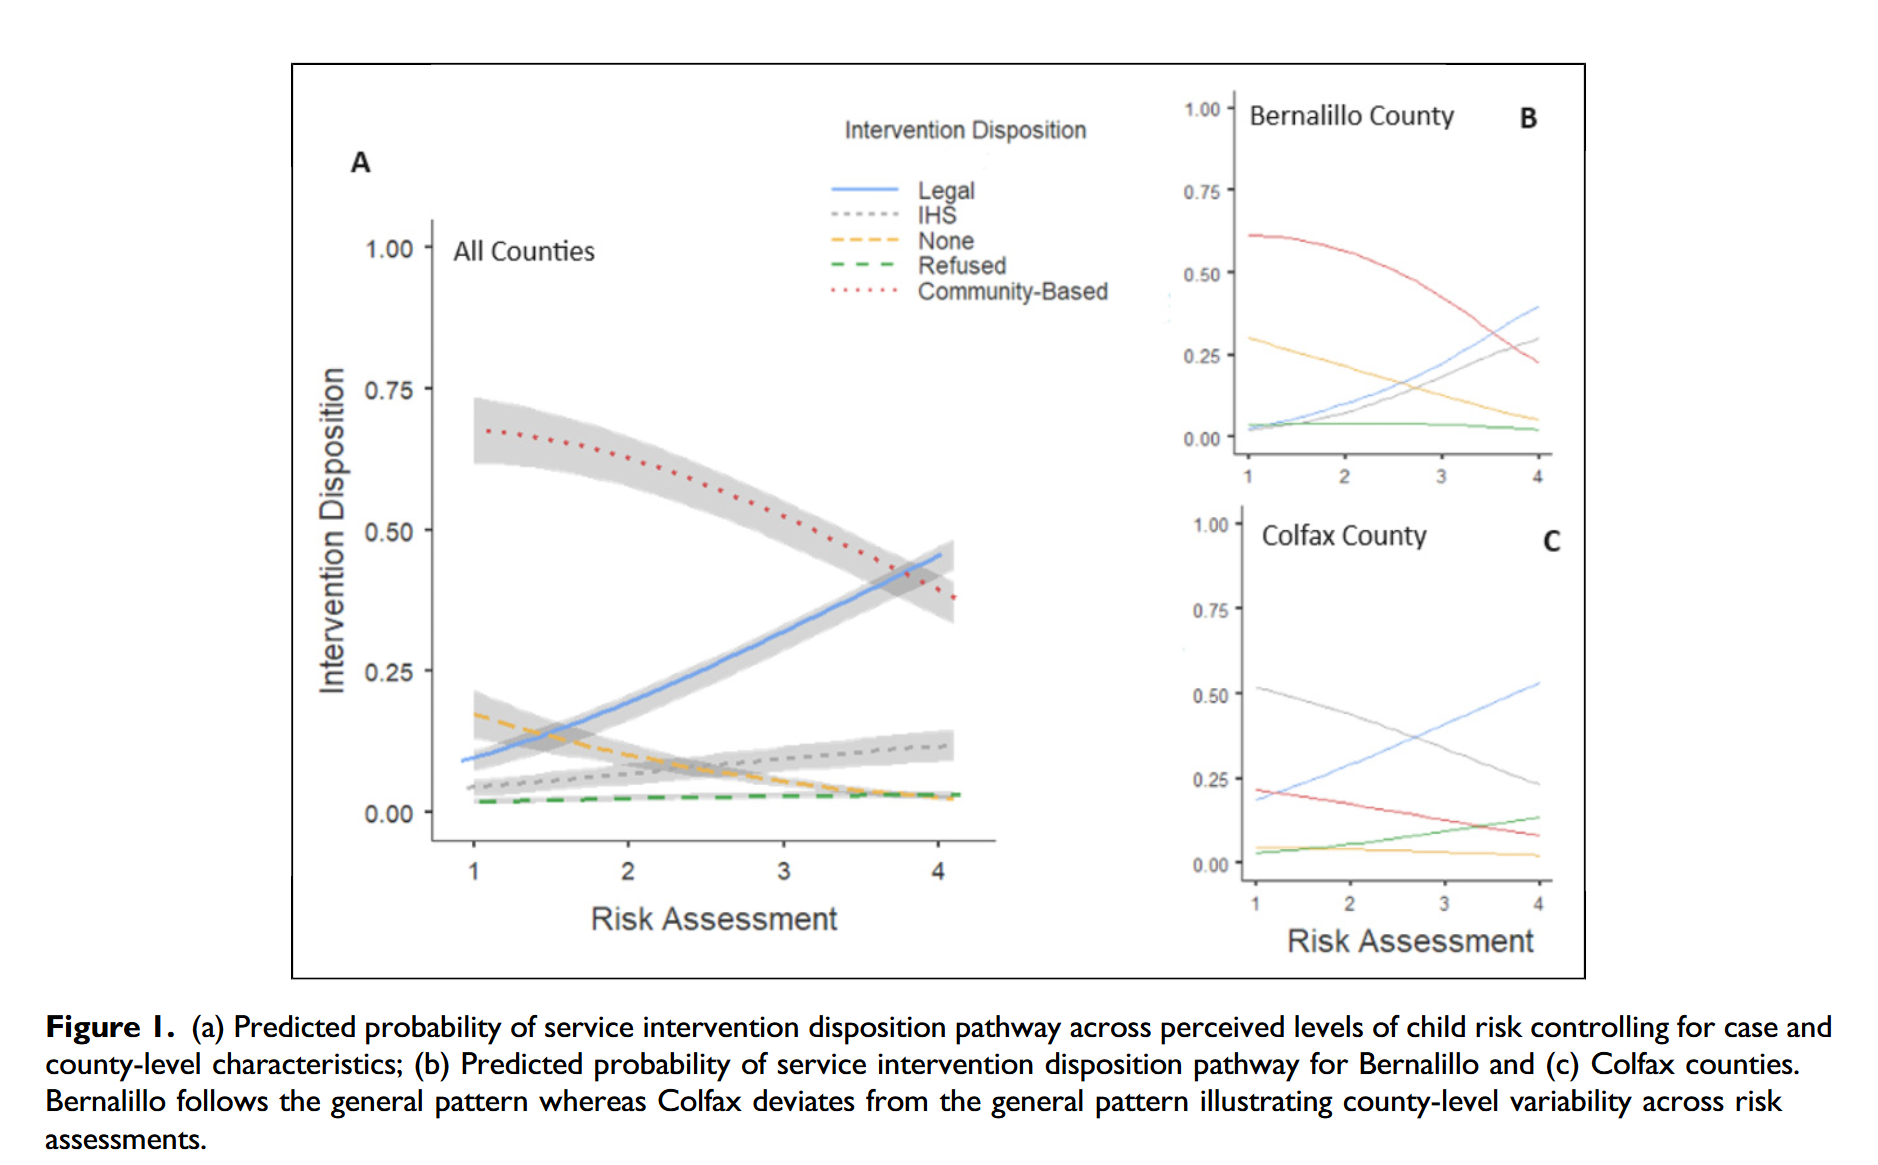 A
All Counties
Intervention Disposition
Legal
IHS
None
Refused
Community-Based
Intervention Disposition
1.00
0.75
0.50
0.25
0.00
1
2
3
4
Risk Assessment
Bernalillo County
B
1.00
0.75
0.50
0.25
0.00
1
2
3
4
Colfax County
C
1.00
0.75
0.50
0.25
0.00
1
2
3
4
Risk Assessment
Figure 1. (a) Predicted probability of service intervention disposition pathway across perceived levels of child risk controlling for case and
county-level characteristics; (b) Predicted probability of service intervention disposition pathway for Bernalillo and (c) Colfax counties.
Bernalillo follows the general pattern whereas Colfax deviates from the general pattern illustrating county-level variability across risk
assessments.